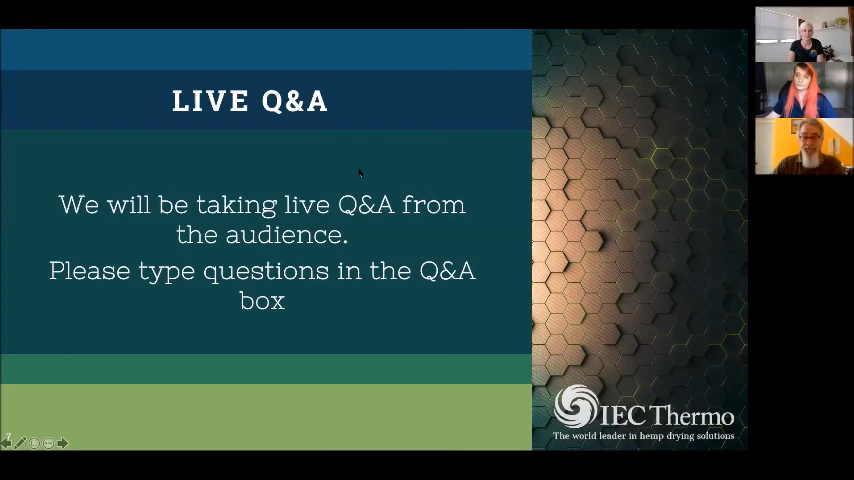 LIVE Q&A
We will be taking live Q&A from
the audience.
Please type questions in the Q&A
box
IEC Thermo
The world leader in hemp drying solutions
7